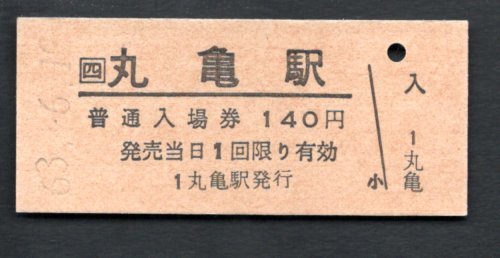 四 丸亀駅
普通入場券 140円
発売当日1回限り有効
1丸亀駅発行
小
入
1丸亀